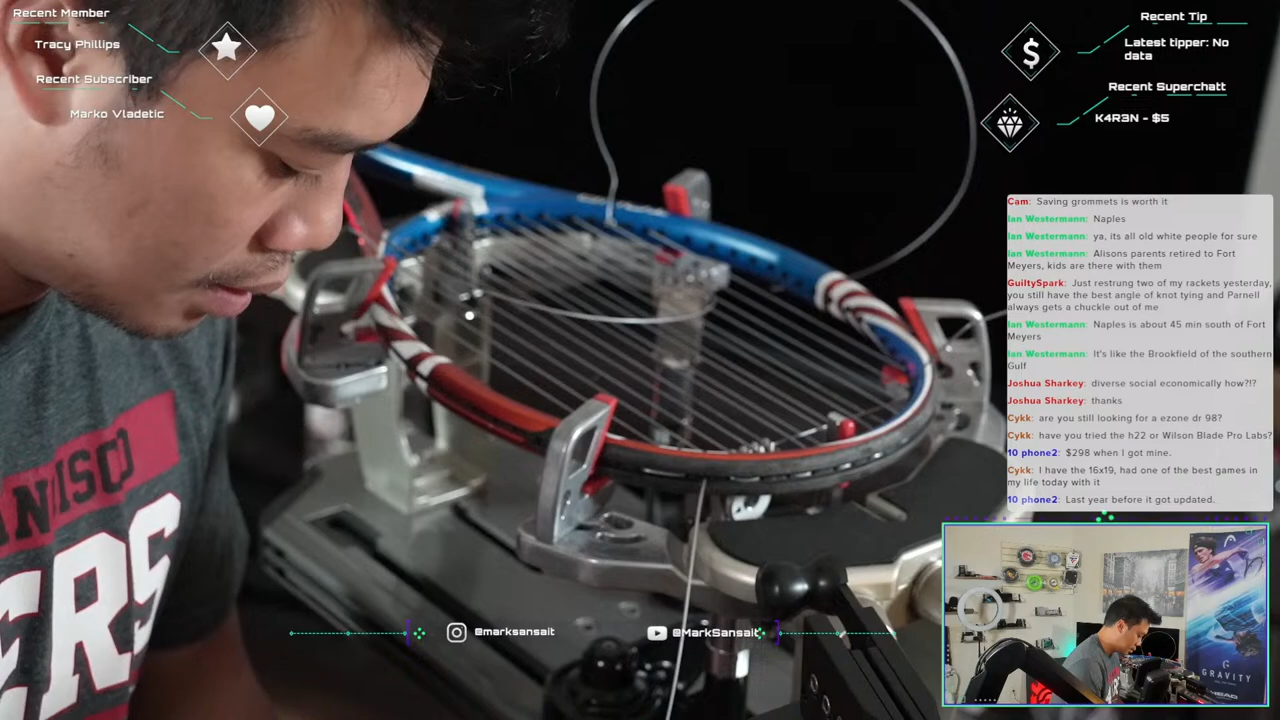 Recent Member
Tracy Phillips
Recent Subscriber
Marko Vladetic
Recent Tip
Latest tipper: No
data
Recent Superchatt
K4R3N - $5
Cam: Saving grommets is worth it
Ian Westermann: Naples
Ian Westermann: ya, its all old white people for sure
Ian Westermann: Alisons parents retired to Fort
Meyers, kids are there with them
GuiltySpark: Just restrung two of my rackets yesterday,
you still have the best angle of knot tying and Parnell
always gets a chuckle out of me
Ian Westermann: Naples is about 45 min south of Fort
Meyers
Ian Westermann: It's like the Brookfield of the southern
Gulf
Joshua Sharkey: diverse social economically how?!?
Joshua Sharkey: thanks
Cykk: are you still looking for a ezone dr 98?
Cykk: have you tried the h22 or Wilson Blade Pro Labs?
10 phone2: $298 when I got mine.
Cykk: I have the 16x19, had one of the best games in
my life today with it
10 phone2: Last year before it got updated.
ANCISCO
ERS
@marksansait
@MarkSansait
GRAVITY
HEAD